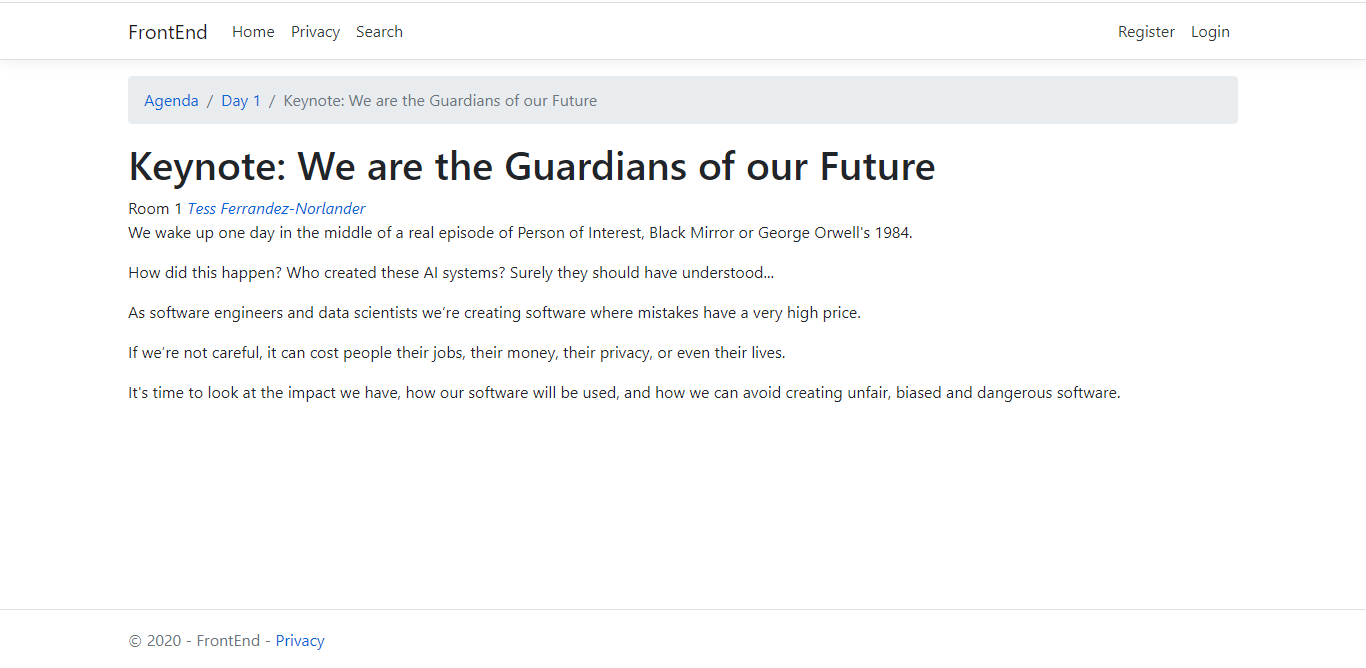 FrontEnd Home Privacy Search Register Login
Agenda / Day 1 / Keynote: We are the Guardians of our Future
Keynote: We are the Guardians of our Future
Room 1 Tess Ferrandez-Norlander
We wake up one day in the middle of a real episode of Person of Interest, Black Mirror or George Orwell's 1984.
How did this happen? Who created these AI systems? Surely they should have understood...
As software engineers and data scientists we’re creating software where mistakes have a very high price.
If we’re not careful, it can cost people their jobs, their money, their privacy, or even their lives.
It's time to look at the impact we have, how our software will be used, and how we can avoid creating unfair, biased and dangerous software.
© 2020 - FrontEnd - Privacy